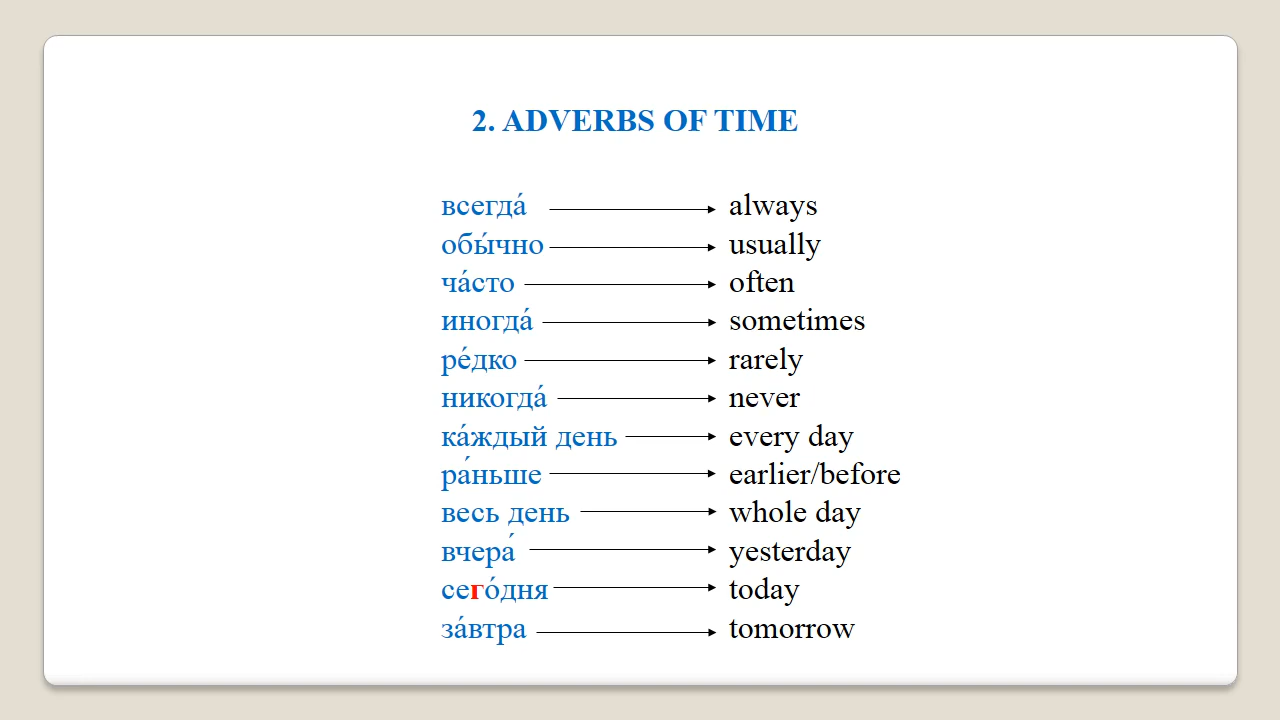 2. ADVERBS OF TIME
всегда́ always
обы́чно usually
ча́сто often
иногда́ sometimes
ре́дко rarely
никогда́ never
ка́ждый день every day
ра́ньше earlier/before
весь день whole day
вчера́ yesterday
сего́дня today
за́втра tomorrow